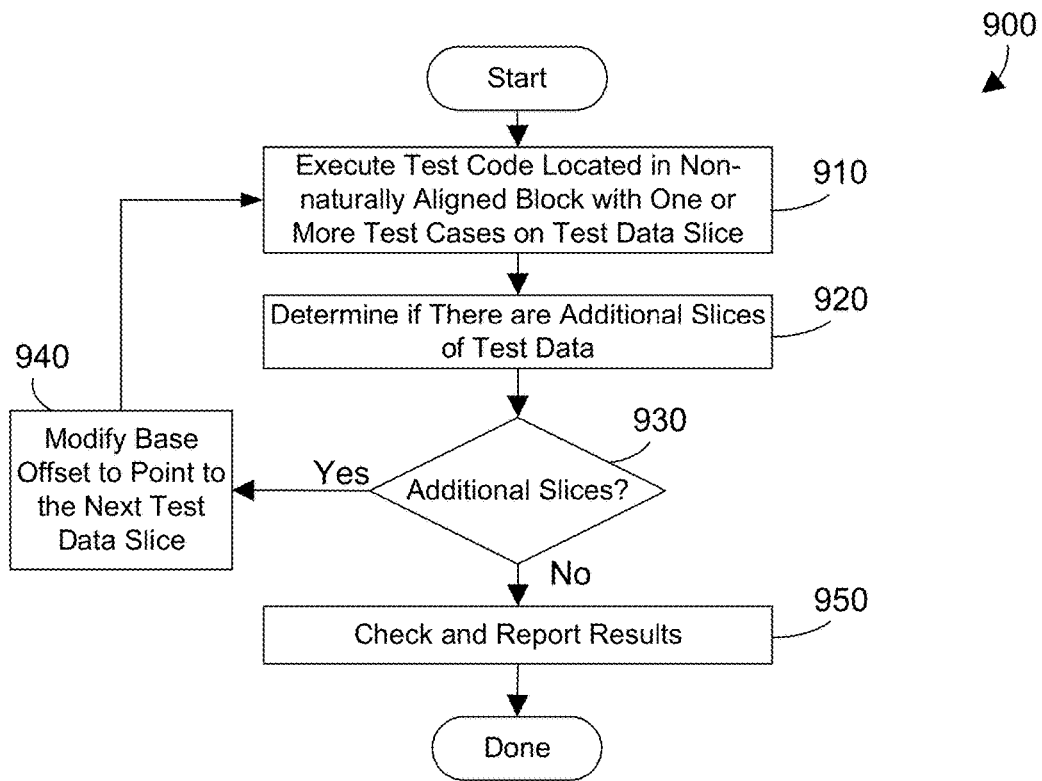 900
Start
Execute Test Code Located in Non-
naturally Aligned Block with One or
More Test Cases on Test Data Slice
910
Determine if There are Additional Slices
of Test Data
920
940
Modify Base
Offset to Point to
the Next Test
Data Slice
Yes
930
Additional Slices?
No
Check and Report Results
950
Done